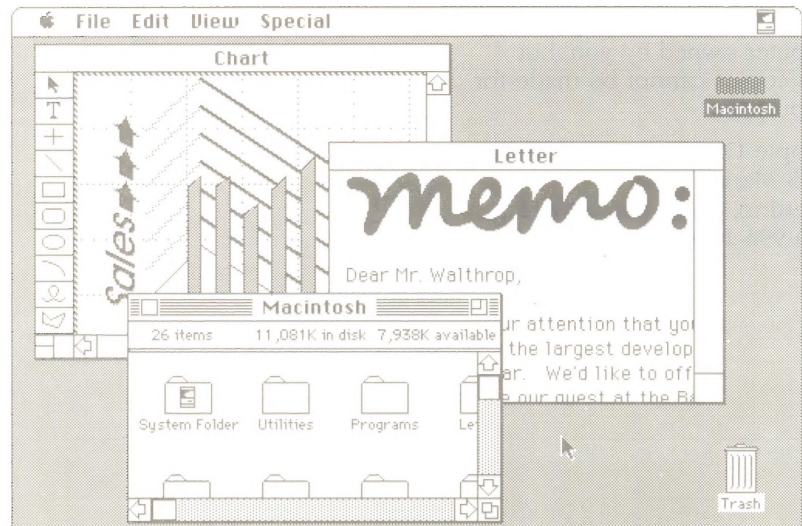 File Edit View Special
Chart
T
Sales
Macintosh
Letter
memo:
Dear Mr. Walthrop,
ur attention that you
the largest develop
ar. We'd like to off
e our guest at the Ba
Macintosh
26 items 11,081K in disk 7,938K available
System Folder Utilities Programs Le
Trash